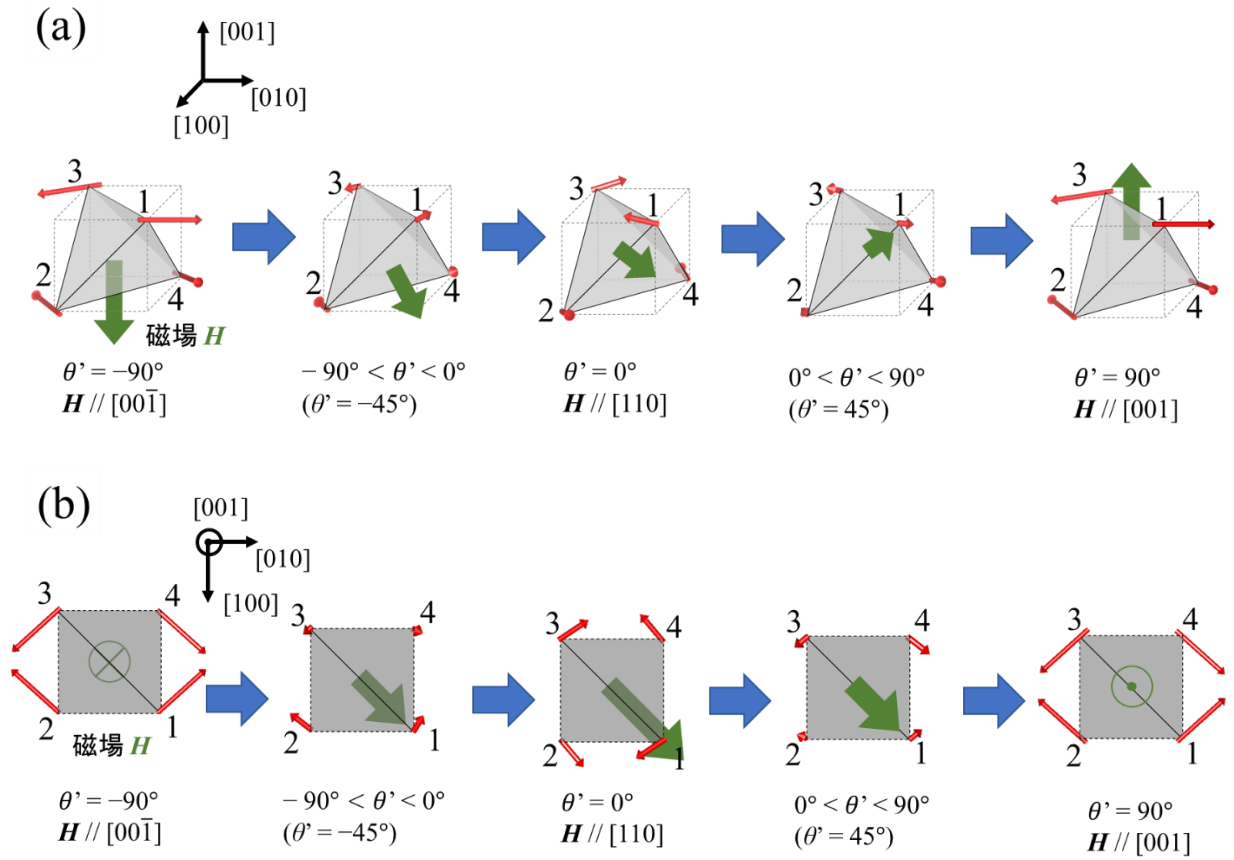 (a)
[001]
[010]
[100]
3
1
2
4
磁場 H
θ’ = −90°
H // [001̅]
3
1
2
4
− 90° < θ’ < 0°
(θ’ = −45°)
3
1
2
4
θ’ = 0°
H // [110]
3
1
2
4
0° < θ’ < 90°
(θ’ = 45°)
3
1
2
4
θ’ = 90°
H // [001]
(b)
[001]
[010]
[100]
3
4
2
1
磁場 H
θ’ = −90°
H // [001̅]
3
4
2
1
− 90° < θ’ < 0°
(θ’ = −45°)
3
4
2
1
θ’ = 0°
H // [110]
3
4
2
1
0° < θ’ < 90°
(θ’ = 45°)
3
4
2
1
θ’ = 90°
H // [001]